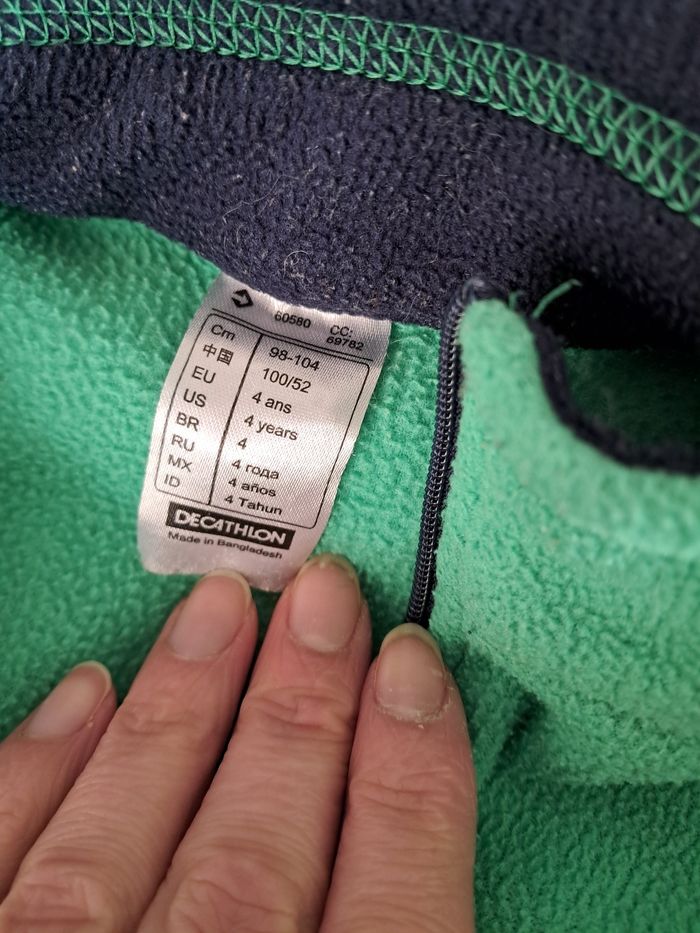 60580 CC: 69782
Cm 98-104
中国 100/52
EU 4 ans
US 4 years
BR 4
RU 4 года
MX 4 años
ID 4 Tahun
DECATHLON
Made in Bangladesh